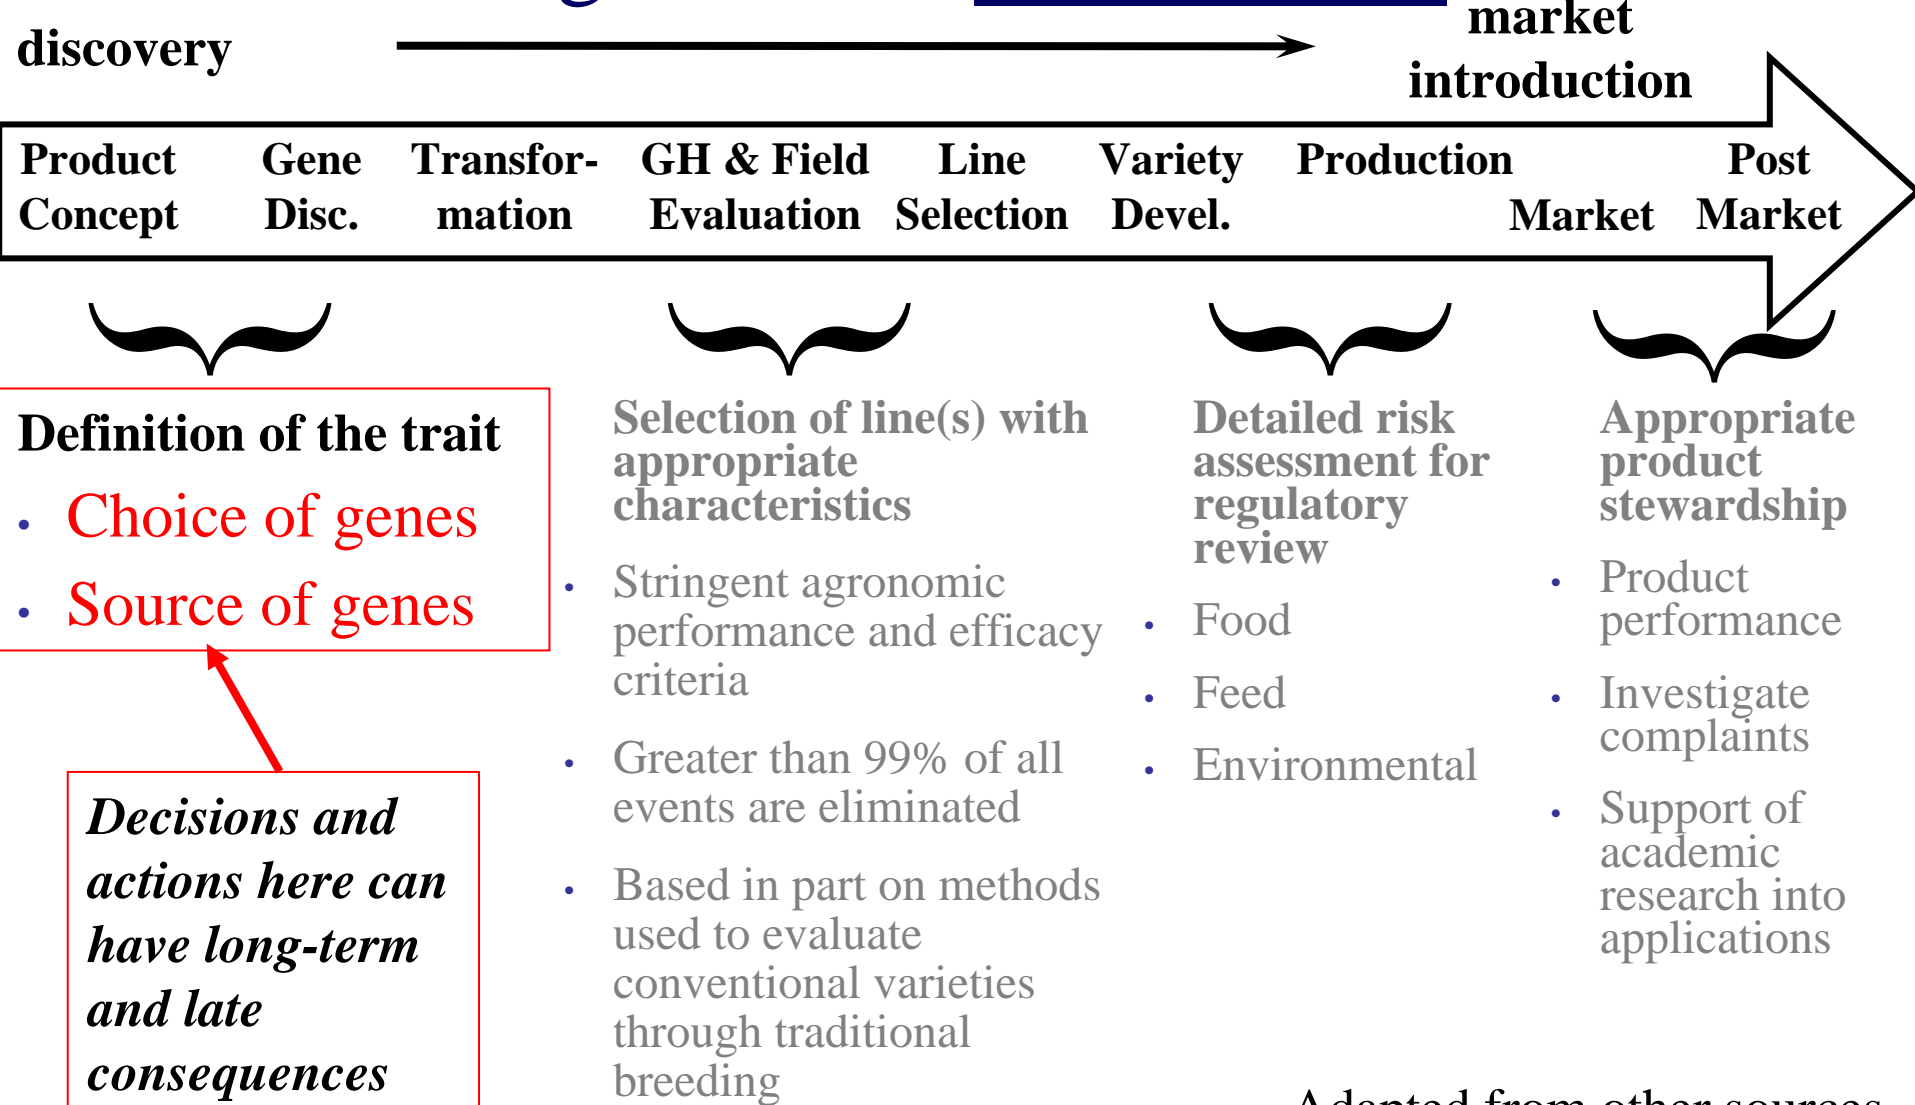 discovery
market
introduction
Product Gene Transfor- GH & Field Line Variety Production Post
Concept Disc. mation Evaluation Selection Devel. Market Market
Definition of the trait
• Choice of genes
• Source of genes
Decisions and
actions here can
have long-term
and late
consequences
Selection of line(s) with
appropriate
characteristics
• Stringent agronomic
performance and efficacy
criteria
• Greater than 99% of all
events are eliminated
• Based in part on methods
used to evaluate
conventional varieties
through traditional
breeding
Detailed risk
assessment for
regulatory
review
• Food
• Feed
• Environmental
Appropriate
product
stewardship
• Product
performance
• Investigate
complaints
• Support of
academic
research into
applications
Adapted from other sources